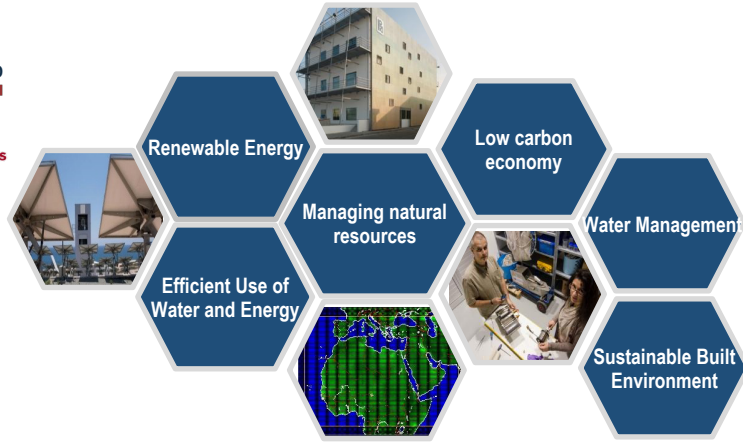 Renewable Energy
Low carbon
economy
Managing natural
resources
Water Management
Efficient Use of
Water and Energy
Sustainable Built
Environment